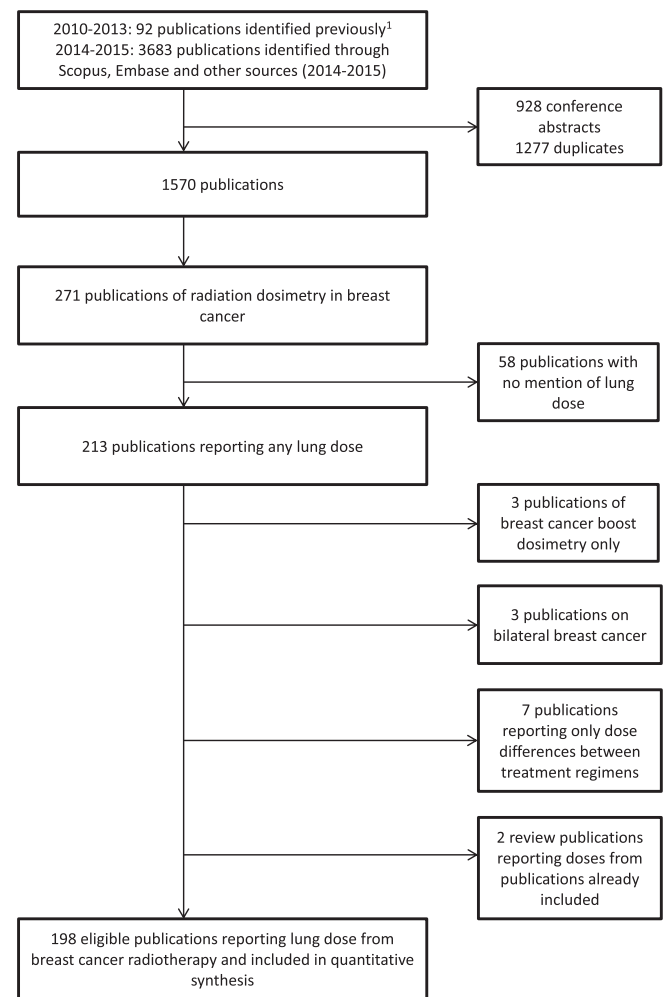 2010-2013: 92 publications identified previously¹
2014-2015: 3683 publications identified through
Scopus, Embase and other sources (2014-2015)
928 conference
abstracts
1277 duplicates
1570 publications
271 publications of radiation dosimetry in breast
cancer
58 publications with
no mention of lung
dose
213 publications reporting any lung dose
3 publications of
breast cancer boost
dosimetry only
3 publications on
bilateral breast cancer
7 publications
reporting only dose
differences between
treatment regimens
2 review publications
reporting doses from
publications already
included
198 eligible publications reporting lung dose from
breast cancer radiotherapy and included in quantitative
synthesis